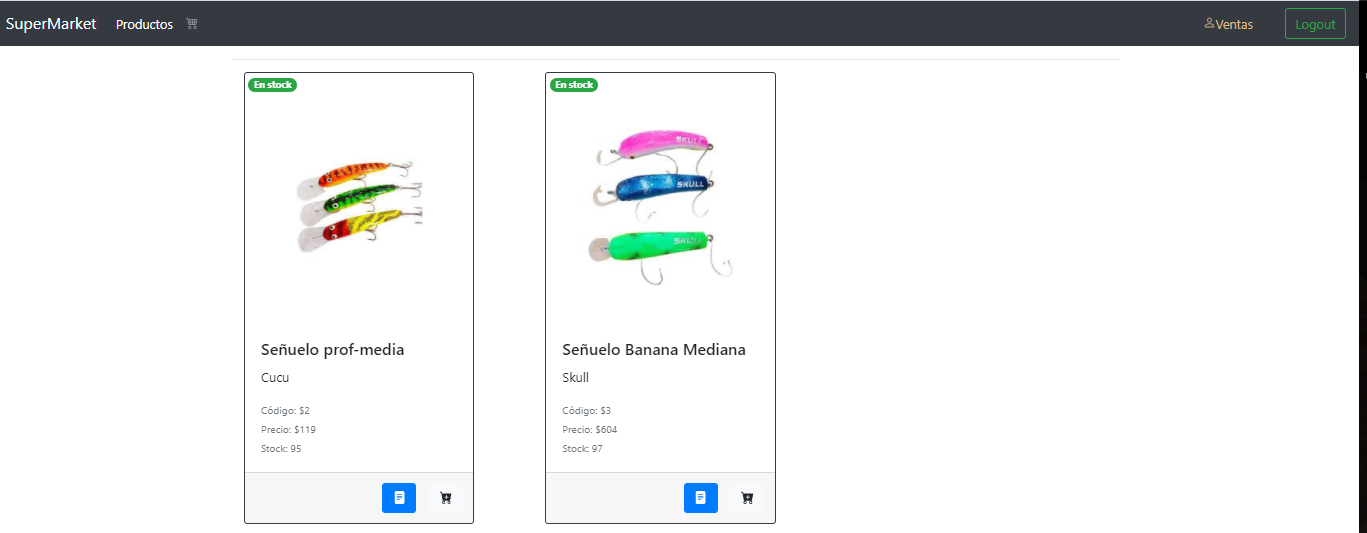 SuperMarket Productos Ventas Logout
En stock
Señuelo prof-media
Cucu
Código: $2
Precio: $119
Stock: 95
En stock
SKULL
SKULL
SKULL
Señuelo Banana Mediana
Skull
Código: $3
Precio: $604
Stock: 97